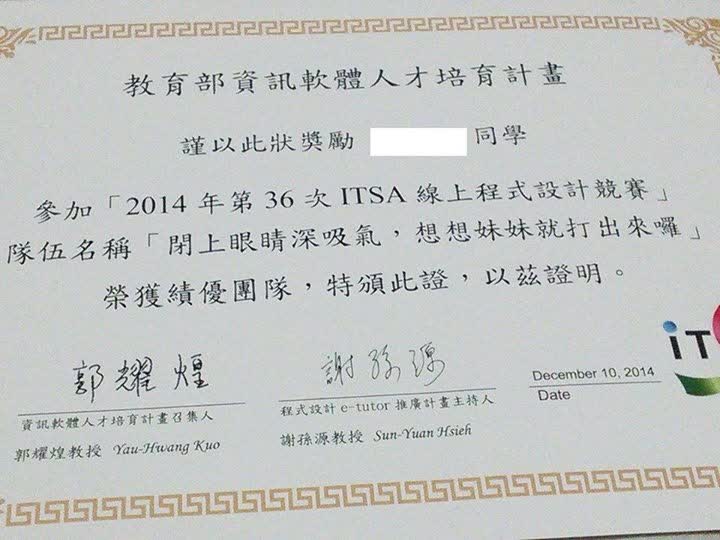 教育部資訊軟體人才培育計畫
謹以此狀獎勵 同學
參加「2014 年第 36 次 ITSA 線上程式設計競賽」
隊伍名稱「閉上眼睛深吸氣，想想妹妹就打出來囉」
榮獲績優團隊，特頒此證，以茲證明。
iT
郭耀煌
謝孫源
December 10, 2014
Date
資訊軟體人才培育計畫召集人
郭耀煌教授 Yau-Hwang Kuo
程式設計 e-tutor 推廣計畫主持人
謝孫源教授 Sun-Yuan Hsieh